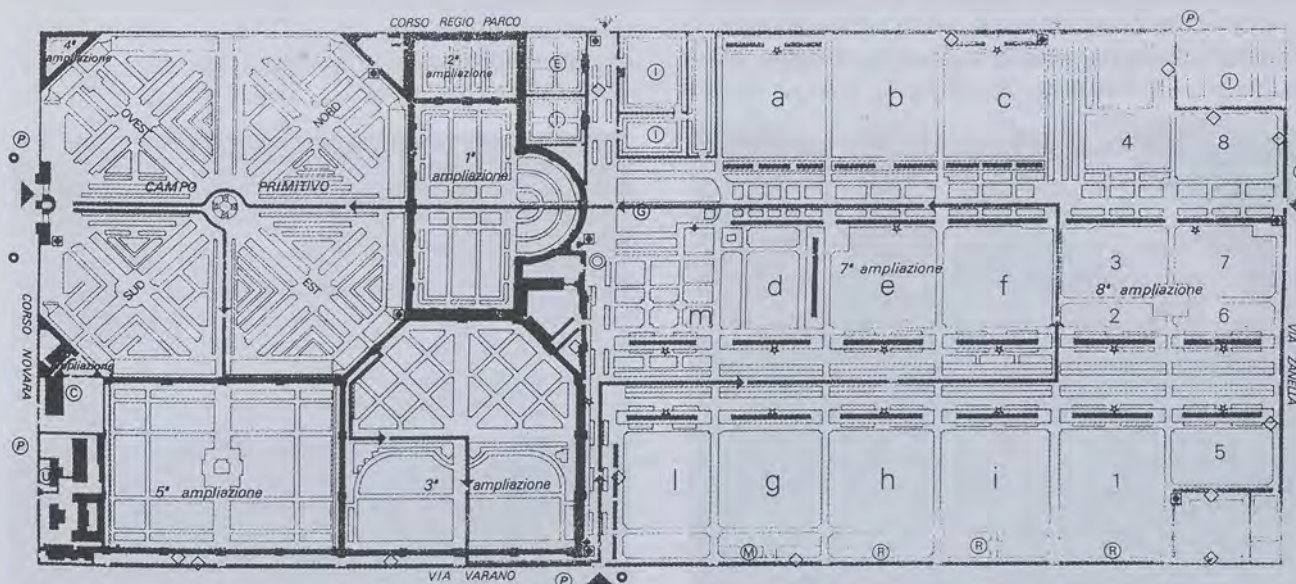 CORSO REGIO PARCO
4ª ampliazione
2ª ampliazione
E
I
a
b
c
I
P
OVEST
NORD
I
4
8
P
1ª ampliazione
CAMPO PRIMITIVO
G
SUD
EST
d
7ª ampliazione
e
f
3
7
8ª ampliazione
m
2
6
CORSO NOVARA
VIA ZANELLA
ampliazione
C
P
U
5ª ampliazione
3ª ampliazione
l
g
h
i
1
5
M
R
R
R
VIA VARANO
P